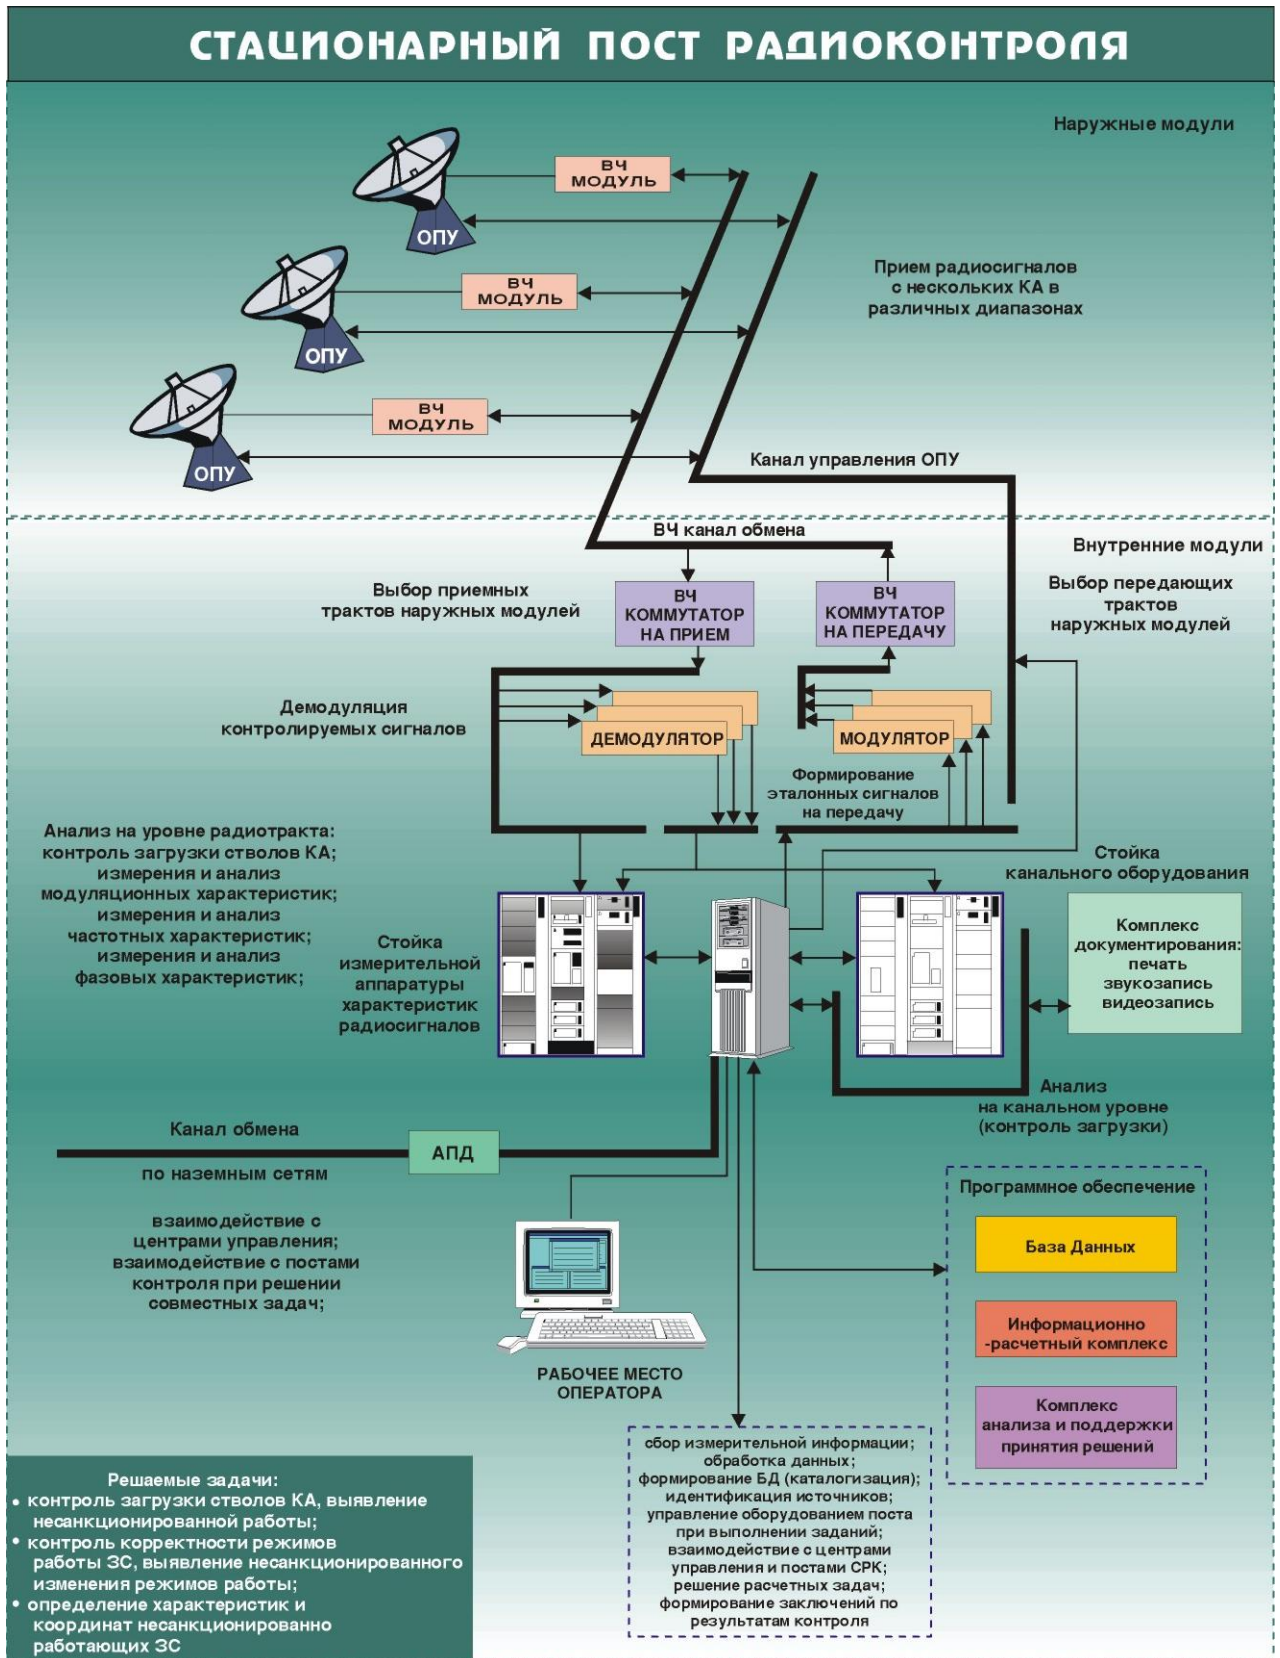 СТАЦИОНАРНЫЙ ПОСТ РАДИОКОНТРОЛЯ
Наружные модули
ВЧ
МОДУЛЬ
ОПУ
Прием радиосигналов
с нескольких КА в
различных диапазонах
ВЧ
МОДУЛЬ
ОПУ
ВЧ
МОДУЛЬ
ОПУ
Канал управления ОПУ
ВЧ канал обмена
Внутренние модули
Выбор приемных
трактов наружных модулей
ВЧ
КОММУТАТОР
НА ПРИЕМ
ВЧ
КОММУТАТОР
НА ПЕРЕДАЧУ
Выбор передающих
трактов
наружных модулей
Демодуляция
контролируемых сигналов
ДЕМОДУЛЯТОР
МОДУЛЯТОР
Формирование
эталонных сигналов
на передачу
Анализ на уровне радиотракта:
контроль загрузки стволов КА;
измерения и анализ
модуляционных характеристик;
измерения и анализ
частотных характеристик;
измерения и анализ
фазовых характеристик;
Стойка
измерительной
аппаратуры
характеристик
радиосигналов
Стойка
канального оборудования
Комплекс
документирования:
печать
звукозапись
видеозапись
Анализ
на канальном уровне
(контроль загрузки)
Канал обмена
АПД
по наземным сетям
взаимодействие с
центрами управления;
взаимодействие с постами
контроля при решении
совместных задач;
РАБОЧЕЕ МЕСТО
ОПЕРАТОРА
Программное обеспечение
База Данных
Информационно
-расчетный комплекс
Комплекс
анализа и поддержки
принятия решений
сбор измерительной информации;
обработка данных;
формирование БД (каталогизация);
идентификация источников;
управление оборудованием поста
при выполнении заданий;
взаимодействие с центрами
управления и постами СРК;
решение расчетных задач;
формирование заключений по
результатам контроля
Решаемые задачи:
• контроль загрузки стволов КА, выявление
несанкционированной работы;
• контроль корректности режимов
работы ЗС, выявление несанкционированного
изменения режимов работы;
• определение характеристик и
координат несанкционированно
работающих ЗС